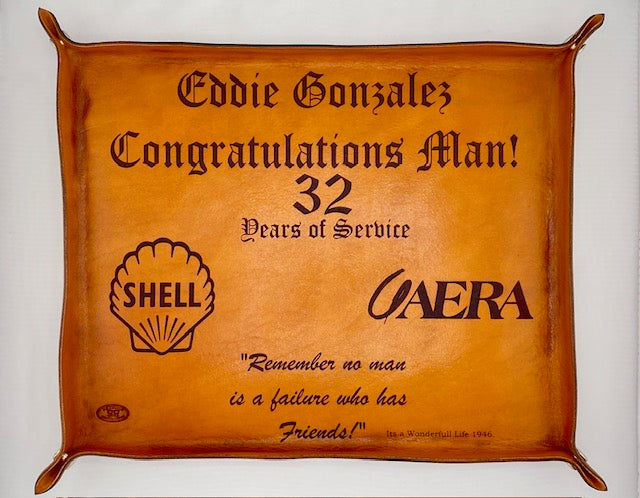 Eddie Gonzalez
Congratulations Man!
32
Years of Service
SHELL
AERA
"Remember no man
is a failure who has
Friends!"
Its a Wonderfull Life 1946.